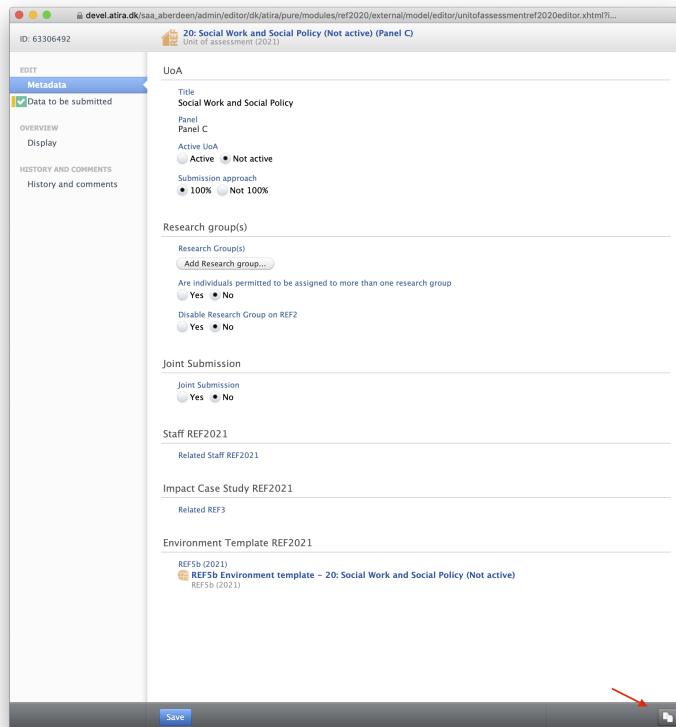 devel.atira.dk/saa_aberdeen/admin/editor/dk/atira/pure/modules/ref2020/external/model/editor/unitofassessmentref2020editor.xhtml?i...
ID: 63306492
20: Social Work and Social Policy (Not active) (Panel C)
Unit of assessment (2021)
EDIT
Metadata
Data to be submitted
OVERVIEW
Display
HISTORY AND COMMENTS
History and comments
UoA
Title
Social Work and Social Policy
Panel
Panel C
Active UoA
Active Not active
Submission approach
100% Not 100%
Research group(s)
Research Group(s)
Add Research group...
Are individuals permitted to be assigned to more than one research group
Yes No
Disable Research Group on REF2
Yes No
Joint Submission
Joint Submission
Yes No
Staff REF2021
Related Staff REF2021
Impact Case Study REF2021
Related REF3
Environment Template REF2021
REF5b (2021)
REF5b Environment template – 20: Social Work and Social Policy (Not active)
REF5b (2021)
Save